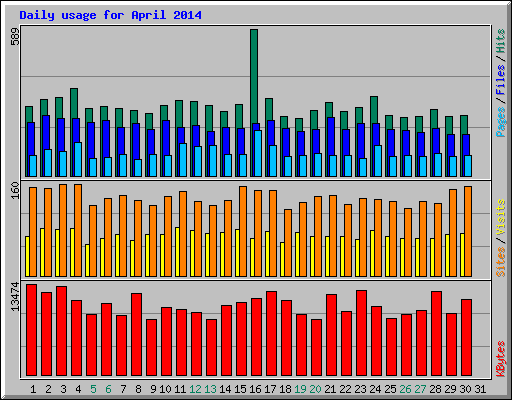 Daily usage for April 2014
589
Pages / Files / Hits
160
Sites / Visits
13474
KBytes
1 2 3 4 5 6 7 8 9 10 11 12 13 14 15 16 17 18 19 20 21 22 23 24 25 26 27 28 29 30 31